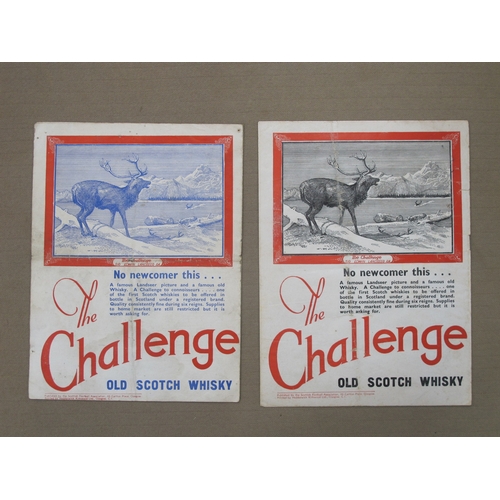 No newcomer this . . .
A famous Landseer picture and a famous old
Whisky. A Challenge to connoisseurs . . . one
of the first Scotch whiskies to be offered in
bottle in Scotland under a registered brand.
Quality consistently fine during six reigns. Supplies
to home market are still restricted but it is
worth asking for.
The
Challenge
OLD SCOTCH WHISKY
The Challenge
No newcomer this . . .
A famous Landseer picture and a famous old
Whisky. A Challenge to connoisseurs . . . one
of the first Scotch whiskies to be offered in
bottle in Scotland under a registered brand.
Quality consistently fine during six reigns. Supplies
to home market are still restricted but it is
worth asking for.
The
Challenge
OLD SCOTCH WHISKY